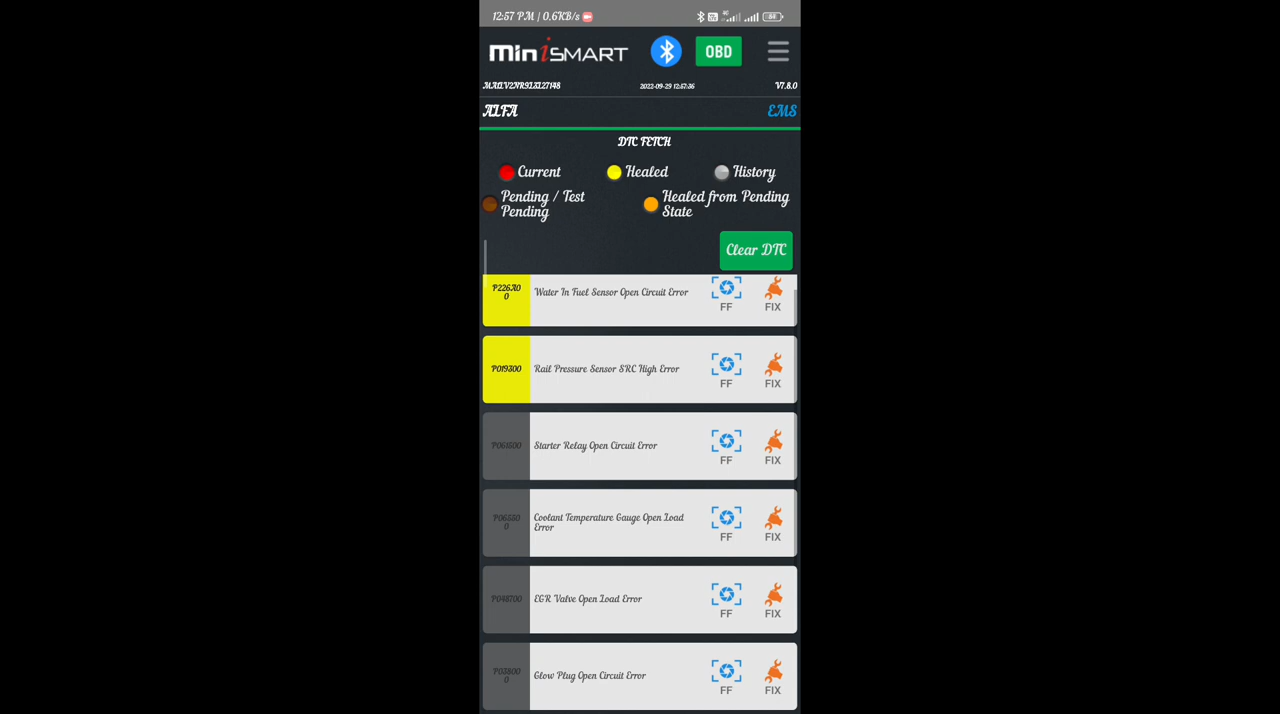 12:57 PM / 0.6KB/s
MiniSMART
OBD
2022-09-29 12:57:36
V7.8.0
ALFA
EMS
DTC FETCH
Current
Healed
History
Pending / Test
Pending
Healed from Pending
State
Clear DTC
P226A0
0
Water In Fuel Sensor Open Circuit Error
FF
FIX
P019300
Rail Pressure Sensor SRC High Error
FF
FIX
P061500
Starter Relay Open Circuit Error
FF
FIX
Coolant Temperature Gauge Open Load
Error
FF
FIX
EGR Valve Open Load Error
FF
FIX
Glow Plug Open Circuit Error
FF
FIX